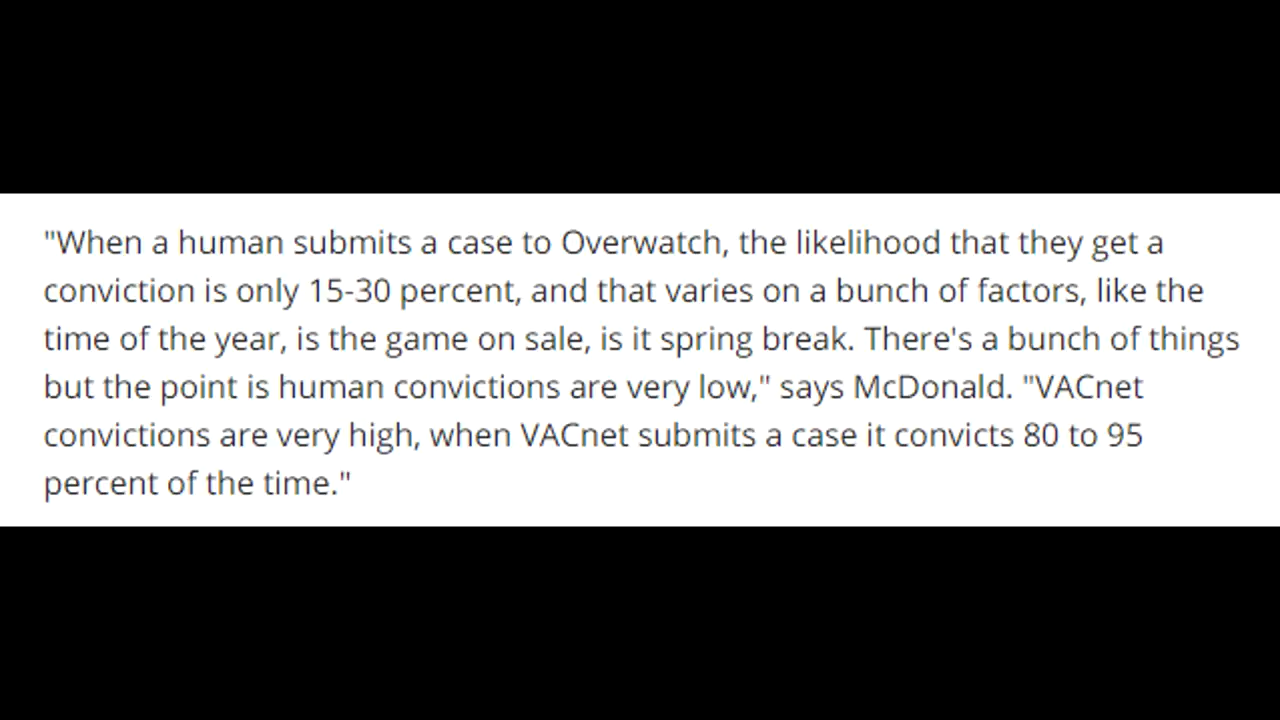 "When a human submits a case to Overwatch, the likelihood that they get a
conviction is only 15-30 percent, and that varies on a bunch of factors, like the
time of the year, is the game on sale, is it spring break. There's a bunch of things
but the point is human convictions are very low," says McDonald. "VACnet
convictions are very high, when VACnet submits a case it convicts 80 to 95
percent of the time."